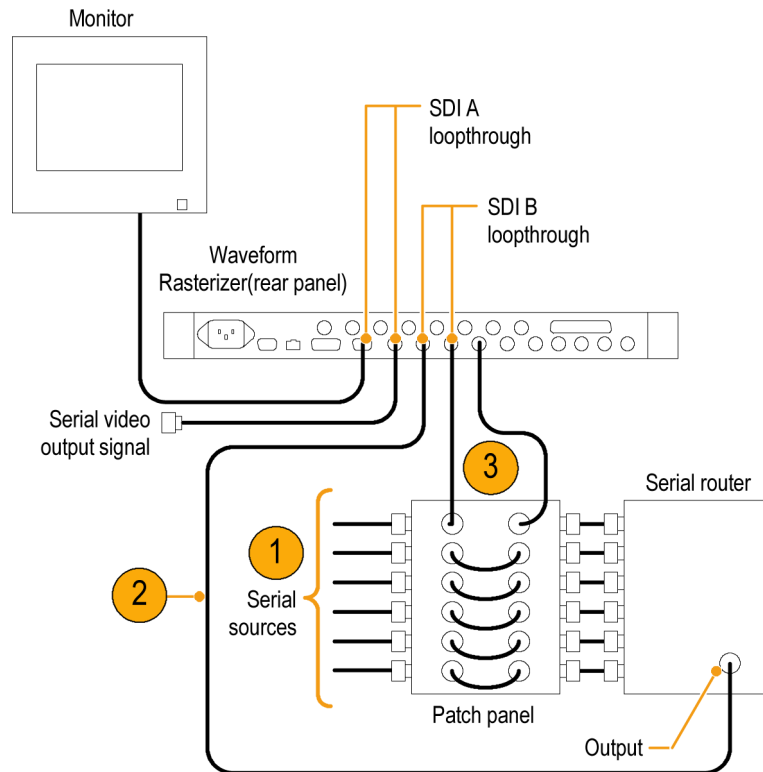 Monitor
SDI A
loopthrough
SDI B
loopthrough
Waveform
Rasterizer(rear panel)
Serial video
output signal
3
Serial router
1
2
Serial
sources
Patch panel
Output